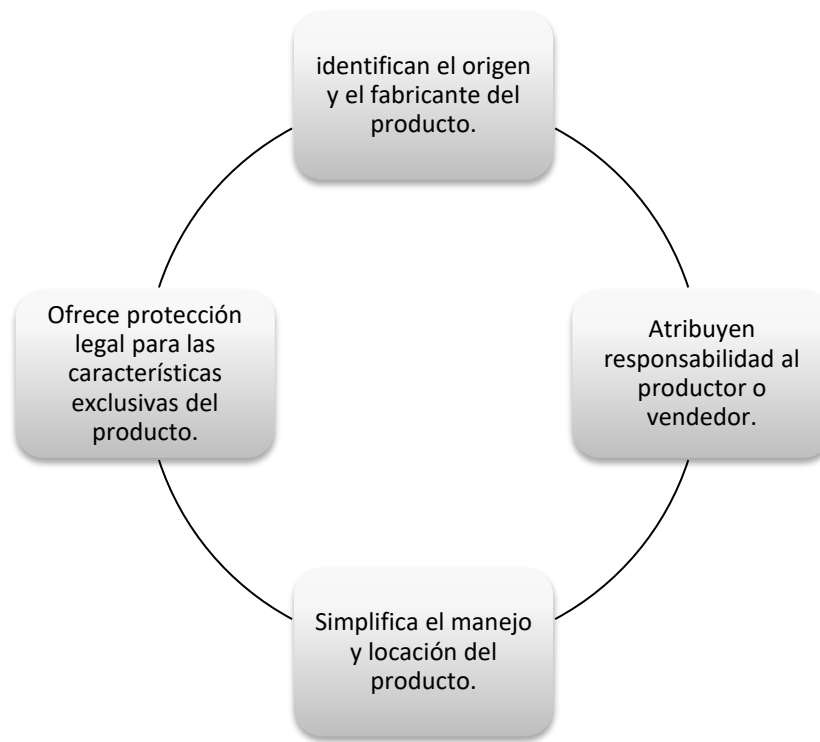 identifican el origen
y el fabricante del
producto.
Atribuyen
responsabilidad al
productor o
vendedor.
Simplifica el manejo
y locación del
producto.
Ofrece protección
legal para las
características
exclusivas del
producto.